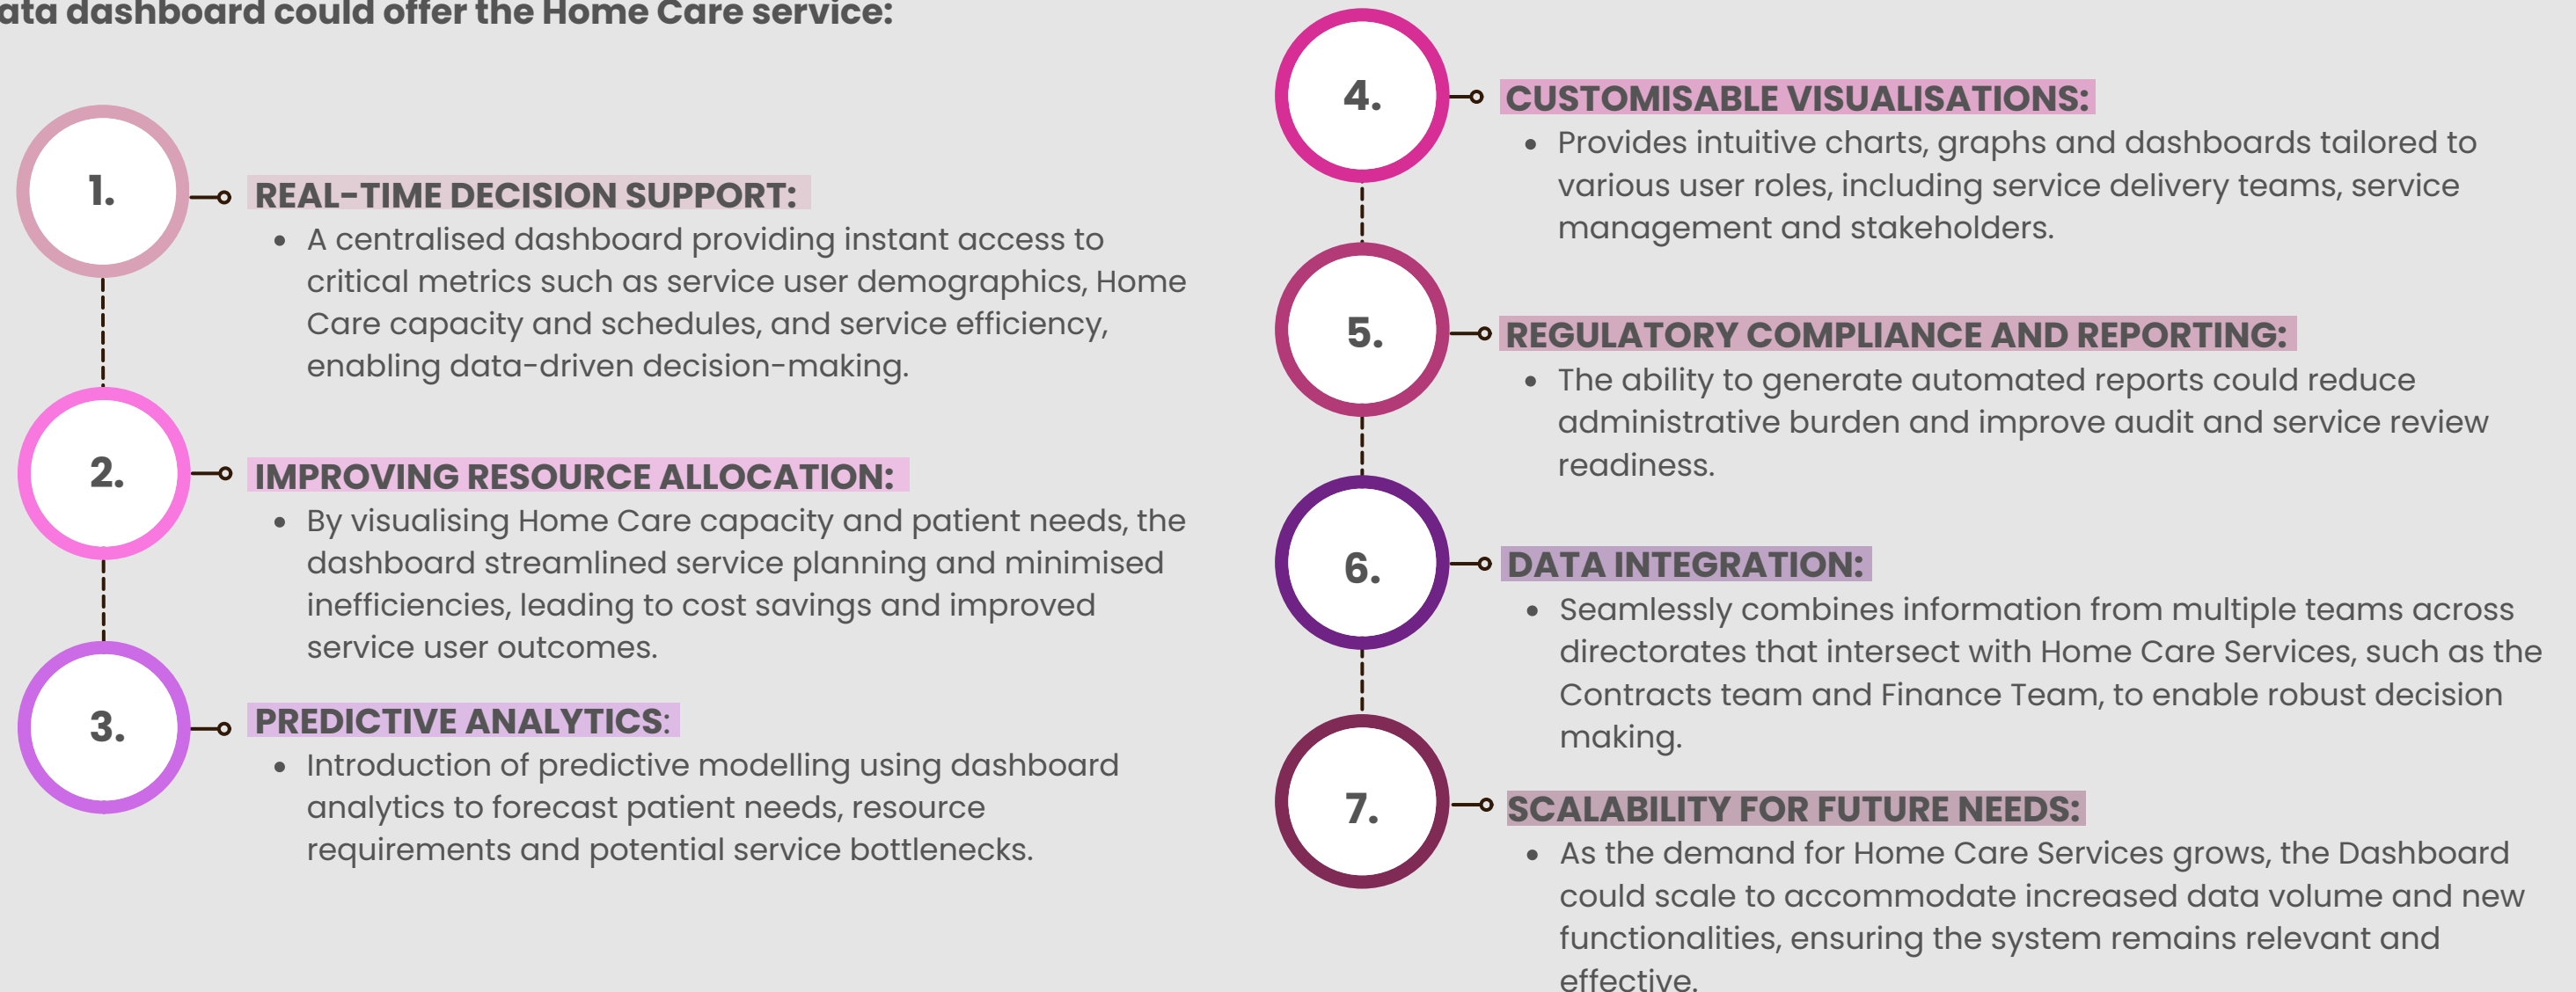 ata dashboard could offer the Home Care service:
1.
REAL-TIME DECISION SUPPORT:
• A centralised dashboard providing instant access to
critical metrics such as service user demographics, Home
Care capacity and schedules, and service efficiency,
enabling data-driven decision-making.
2.
IMPROVING RESOURCE ALLOCATION:
• By visualising Home Care capacity and patient needs, the
dashboard streamlined service planning and minimised
inefficiencies, leading to cost savings and improved
service user outcomes.
3.
PREDICTIVE ANALYTICS:
• Introduction of predictive modelling using dashboard
analytics to forecast patient needs, resource
requirements and potential service bottlenecks.
4.
CUSTOMISABLE VISUALISATIONS:
• Provides intuitive charts, graphs and dashboards tailored to
various user roles, including service delivery teams, service
management and stakeholders.
5.
REGULATORY COMPLIANCE AND REPORTING:
• The ability to generate automated reports could reduce
administrative burden and improve audit and service review
readiness.
6.
DATA INTEGRATION:
• Seamlessly combines information from multiple teams across
directorates that intersect with Home Care Services, such as the
Contracts team and Finance Team, to enable robust decision
making.
7.
SCALABILITY FOR FUTURE NEEDS:
• As the demand for Home Care Services grows, the Dashboard
could scale to accommodate increased data volume and new
functionalities, ensuring the system remains relevant and
effective.